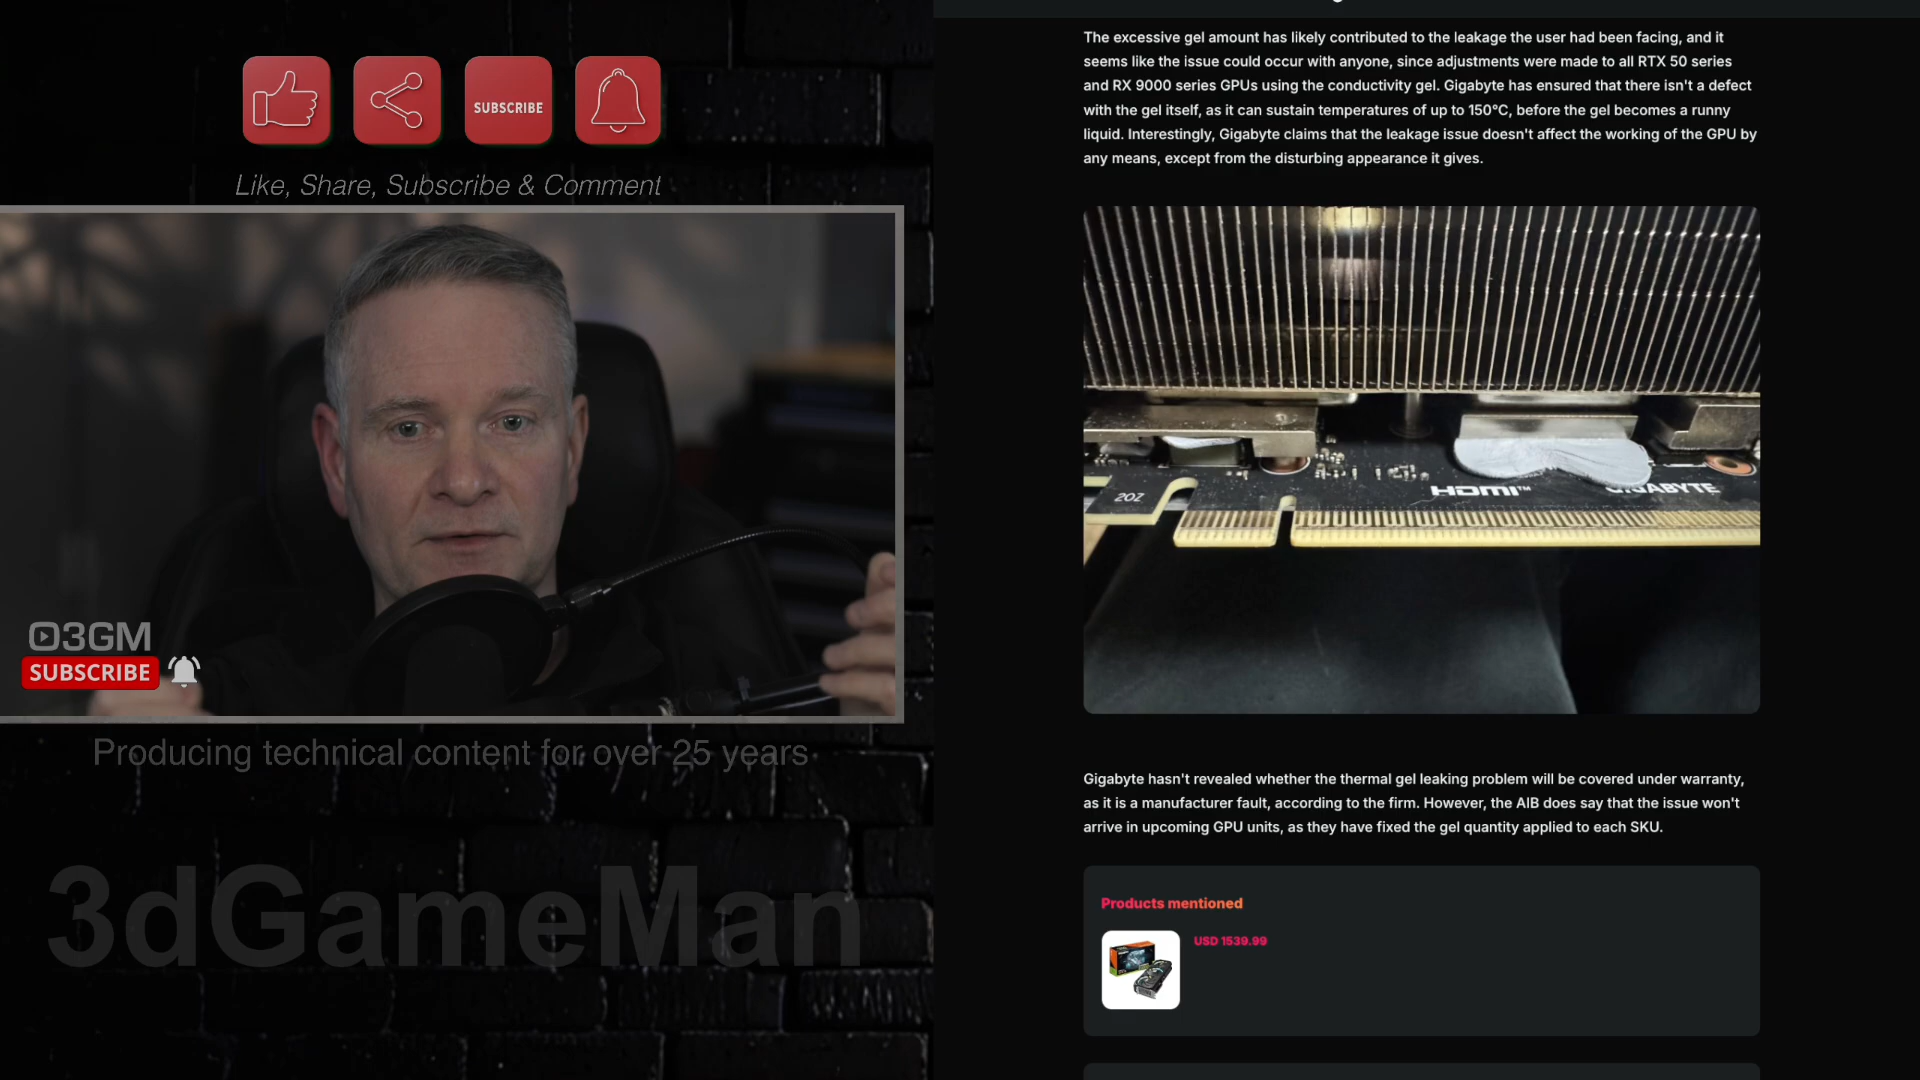 SUBSCRIBE
Like, Share, Subscribe & Comment
3GM
SUBSCRIBE
Producing technical content for over 25 years
3dGameMan
The excessive gel amount has likely contributed to the leakage the user had been facing, and it
seems like the issue could occur with anyone, since adjustments were made to all RTX 50 series
and RX 9000 series GPUs using the conductivity gel. Gigabyte has ensured that there isn't a defect
with the gel itself, as it can sustain temperatures of up to 150°C, before the gel becomes a runny
liquid. Interestingly, Gigabyte claims that the leakage issue doesn't affect the working of the GPU by
any means, except from the disturbing appearance it gives.
20Z
HDMI™
GIGABYTE
Gigabyte hasn't revealed whether the thermal gel leaking problem will be covered under warranty,
as it is a manufacturer fault, according to the firm. However, the AIB does say that the issue won't
arrive in upcoming GPU units, as they have fixed the gel quantity applied to each SKU.
Products mentioned
USD 1539.99